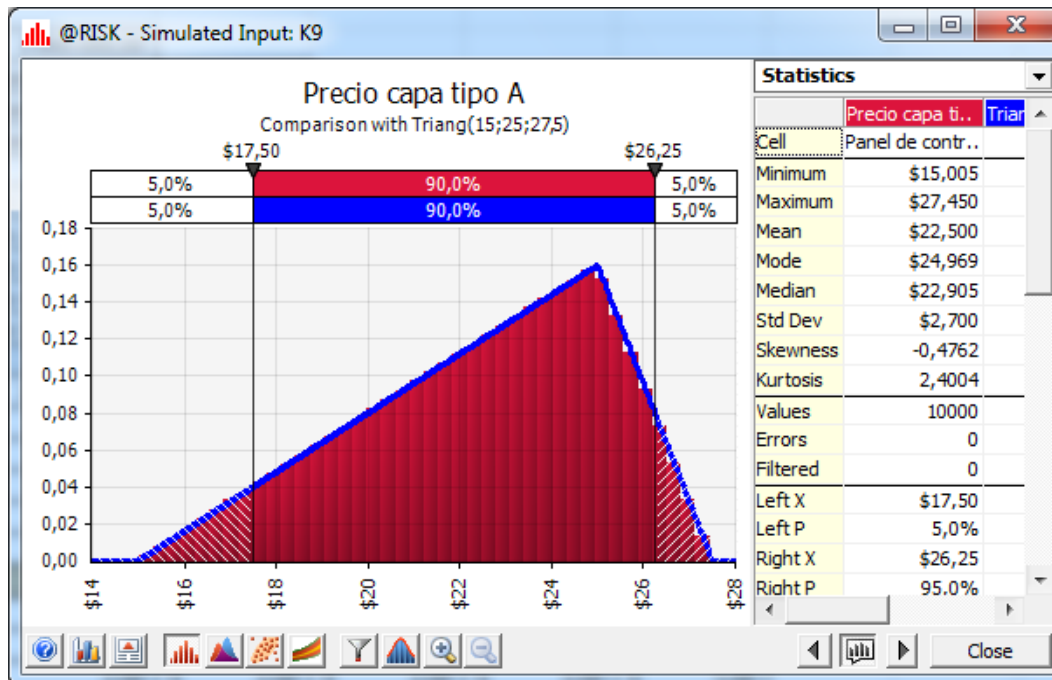 @RISK - Simulated Input: K9
Precio capa tipo A
Comparison with Triang(15;25;27,5)
$17,50 $26,25
5,0% 90,0% 5,0%
5,0% 90,0% 5,0%
0,18
0,16
0,14
0,12
0,10
0,08
0,06
0,04
0,02
0,00
$14 $16 $18 $20 $22 $24 $26 $28
Statistics
Precio capa ti.. Triar
Cell Panel de contr..
Minimum $15,005
Maximum $27,450
Mean $22,500
Mode $24,969
Median $22,905
Std Dev $2,700
Skewness -0,4762
Kurtosis 2,4004
Values 10000
Errors 0
Filtered 0
Left X $17,50
Left P 5,0%
Right X $26,25
Right P 95,0%
Close